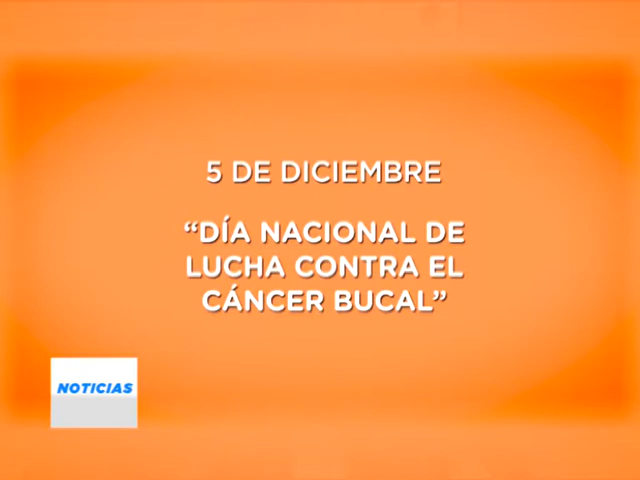 5 DE DICIEMBRE
“DÍA NACIONAL DE
LUCHA CONTRA EL
CÁNCER BUCAL”
NOTICIAS